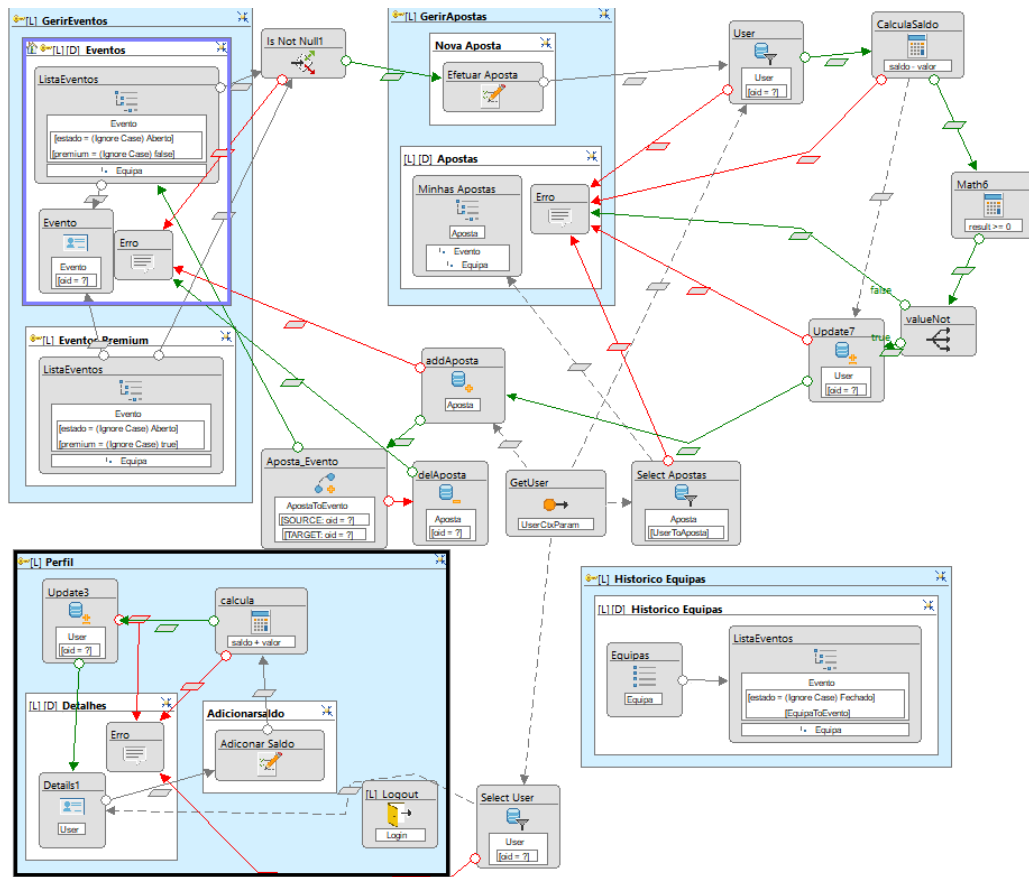 [L] GerirEventos
[L] [D] Eventos
ListaEventos
Evento
[estado = (Ignore Case) Aberto]
[premium = (Ignore Case) false]
Equipa
Evento
Evento
[oid = ?]
Erro
[L] Eventos Premium
ListaEventos
Evento
[estado = (Ignore Case) Aberto]
[premium = (Ignore Case) true]
Equipa
Is Not Null1
[L] GerirApostas
Nova Aposta
Efetuar Aposta
[L] [D] Apostas
Minhas Apostas
Aposta
Evento
Equipa
Erro
User
User
[oid = ?]
CalculaSaldo
saldo - valor
Math6
result >= 0
false
valueNot
true
Update7
User
[oid = ?]
addAposta
Aposta
Aposta_Evento
ApostaToEvento
[SOURCE: oid = ?]
[TARGET: oid = ?]
delAposta
Aposta
[oid = ?]
GetUser
UserCtxParam
Select Apostas
Aposta
[UserToAposta]
[L] Perfil
Update3
User
[oid = ?]
calcula
saldo + valor
[L] [D] Detalhes
Erro
Details1
User
Adicionarsaldo
Adiconar Saldo
[L] Logout
Login
Select User
User
[oid = ?]
[L] Historico Equipas
[L] [D] Historico Equipas
Equipas
Equipa
ListaEventos
Evento
[estado = (Ignore Case) Fechado]
[EquipaToEvento]
Equipa